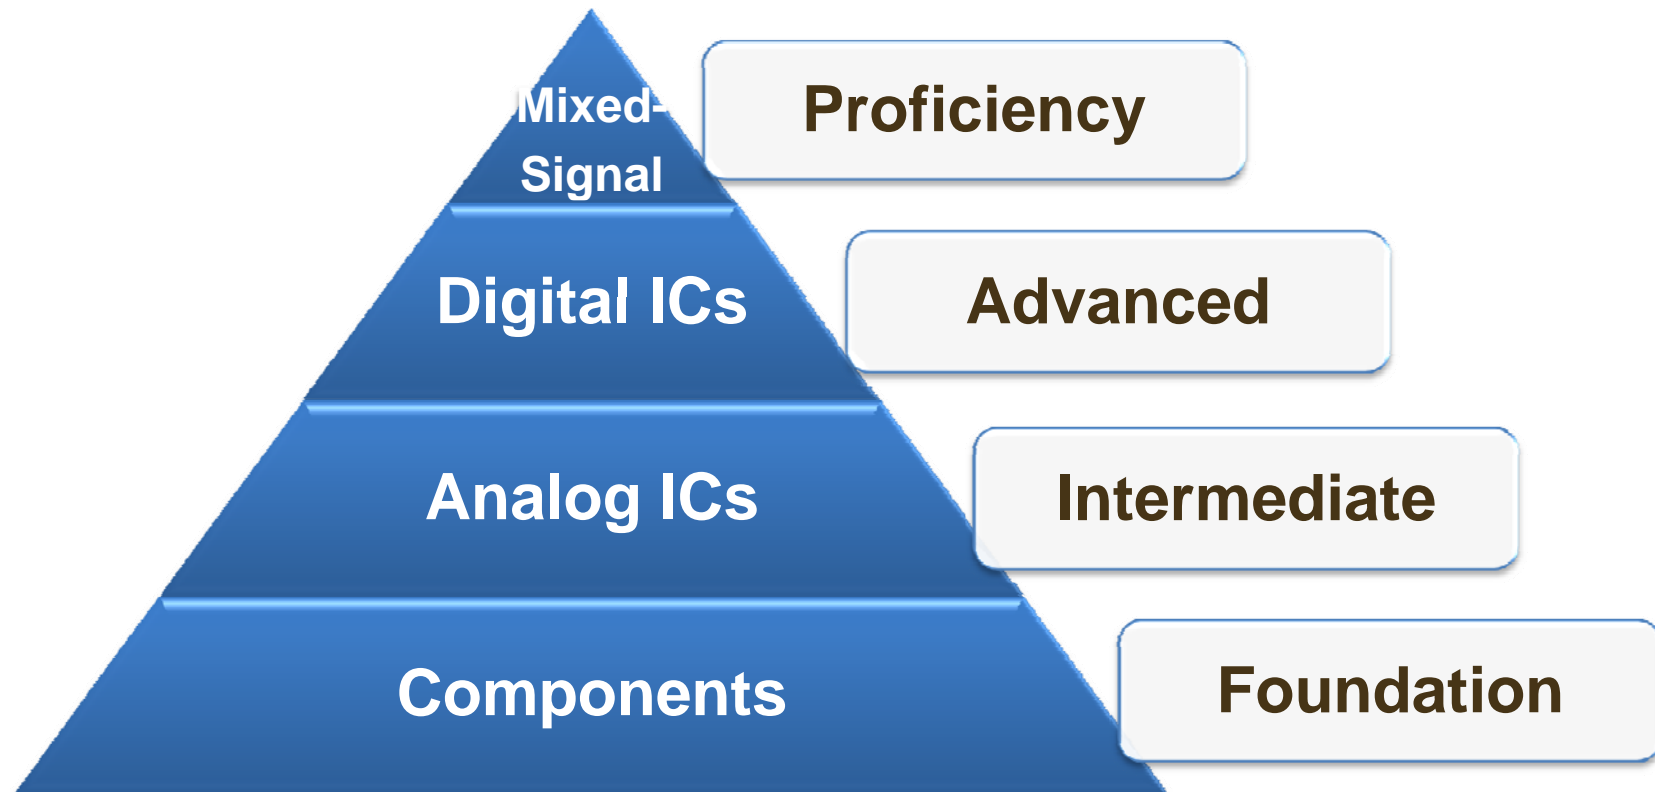 Mixed-
Signal
Proficiency
Digital ICs
Advanced
Analog ICs
Intermediate
Components
Foundation